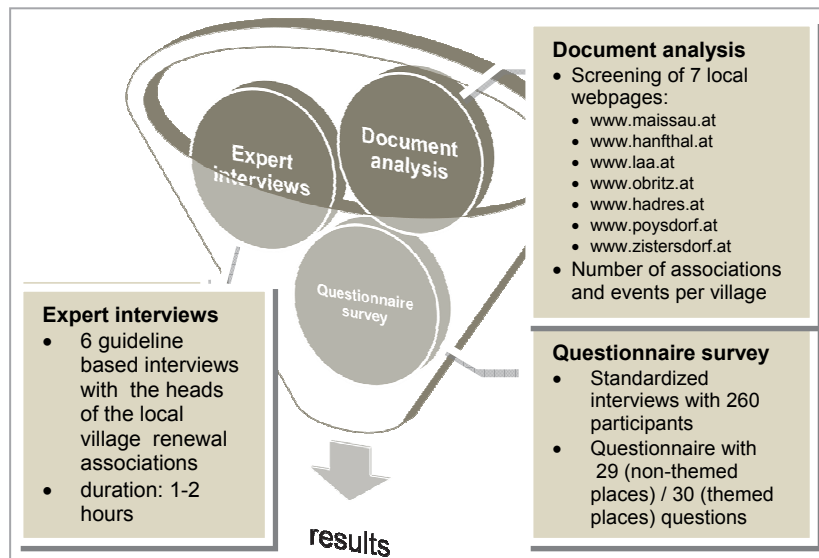 Expert
interviews
Document
analysis
Questionnaire
survey
results
Document analysis
• Screening of 7 local
webpages:
• www.maissau.at
• www.hanfthal.at
• www.laa.at
• www.obritz.at
• www.hadres.at
• www.poysdorf.at
• www.zistersdorf.at
• Number of associations
and events per village
Expert interviews
• 6 guideline
based interviews
with the heads
of the local
village renewal
associations
• duration: 1-2
hours
Questionnaire survey
• Standardized
interviews with 260
participants
• Questionnaire with
29 (non-themed
places) / 30 (themed
places) questions